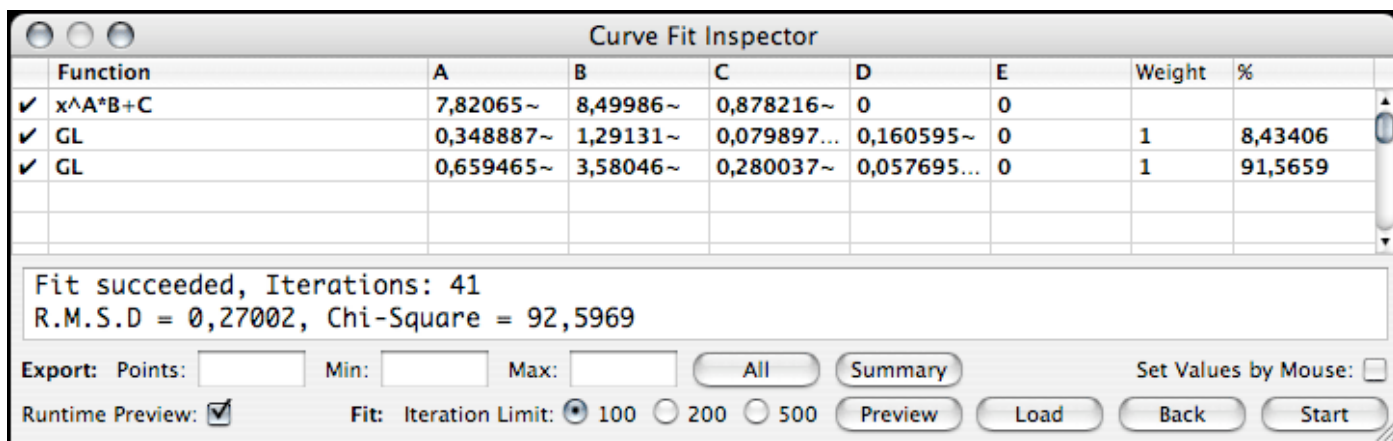 Curve Fit Inspector
Function A B C D E Weight %
✔ x^A*B+C 7,82065~ 8,49986~ 0,878216~ 0 0
✔ GL 0,348887~ 1,29131~ 0,079897... 0,160595~ 0 1 8,43406
✔ GL 0,659465~ 3,58046~ 0,280037~ 0,057695... 0 1 91,5659
Fit succeeded, Iterations: 41
R.M.S.D = 0,27002, Chi-Square = 92,5969
Export: Points: Min: Max: All Summary Set Values by Mouse:
Runtime Preview: Fit: Iteration Limit: 100 200 500 Preview Load Back Start